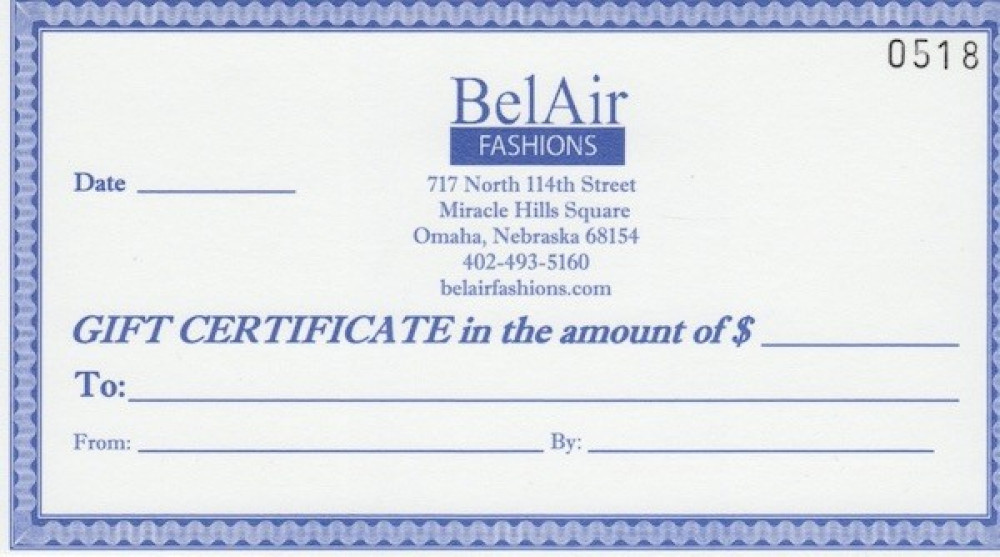 0518
BelAir
FASHIONS
717 North 114th Street
Miracle Hills Square
Omaha, Nebraska 68154
402-493-5160
belairfashions.com
Date
GIFT CERTIFICATE in the amount of $
To:
From: By: